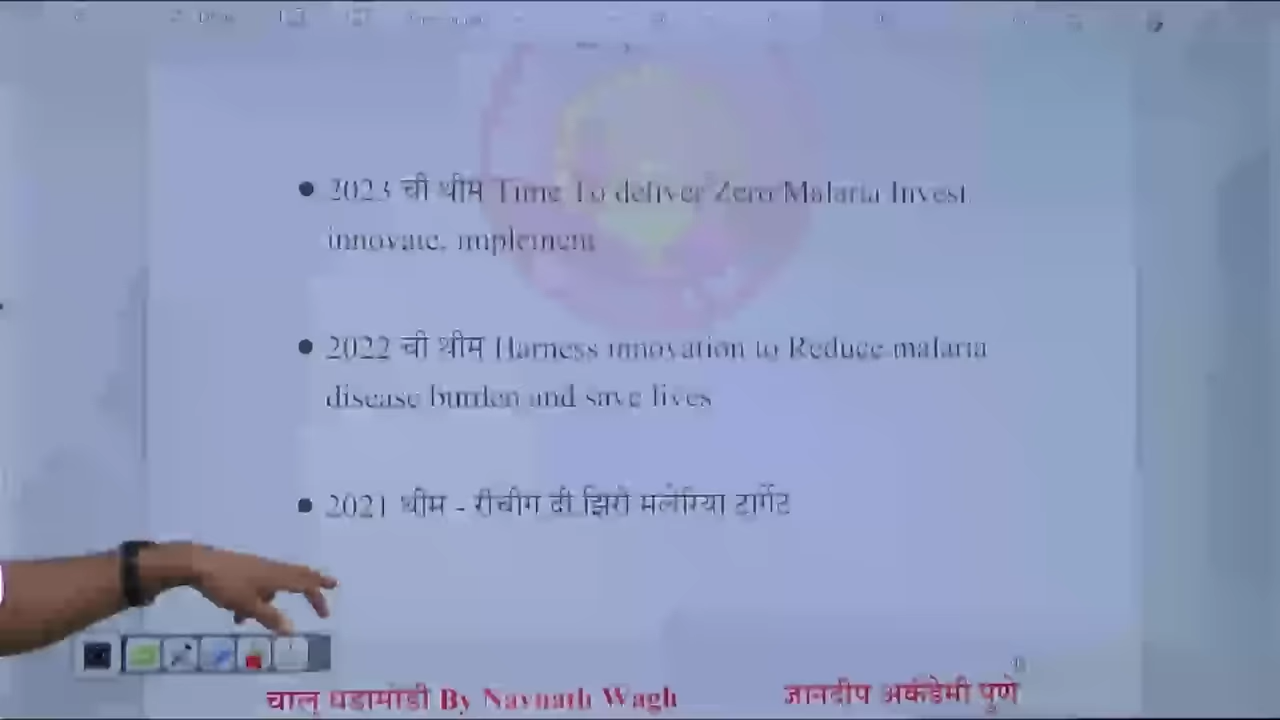 2023 ची थीम Time To deliver Zero Malaria Invest,
innovate, implement
2022 ची थीम Harness innovation to Reduce malaria
disease burden and save lives
2021 थीम - रीचींग दी झिरो मलेरिया टार्गेट
चालू घडामोडी By Navnath Wagh
ज्ञानदीप अकॅडेमी पुणे